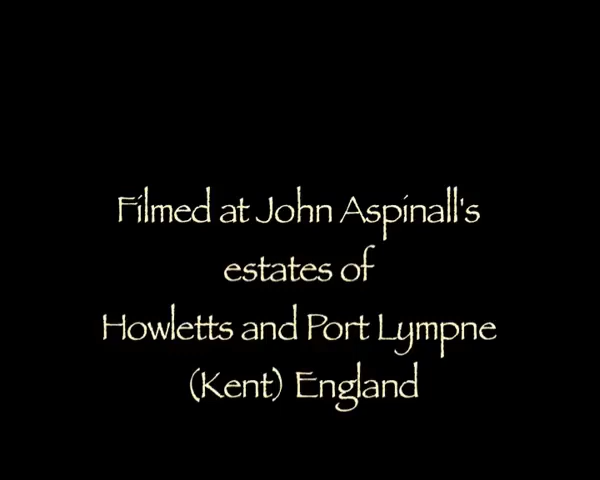 Filmed at John Aspinall's
estates of
Howletts and Port Lympne
(Kent) England